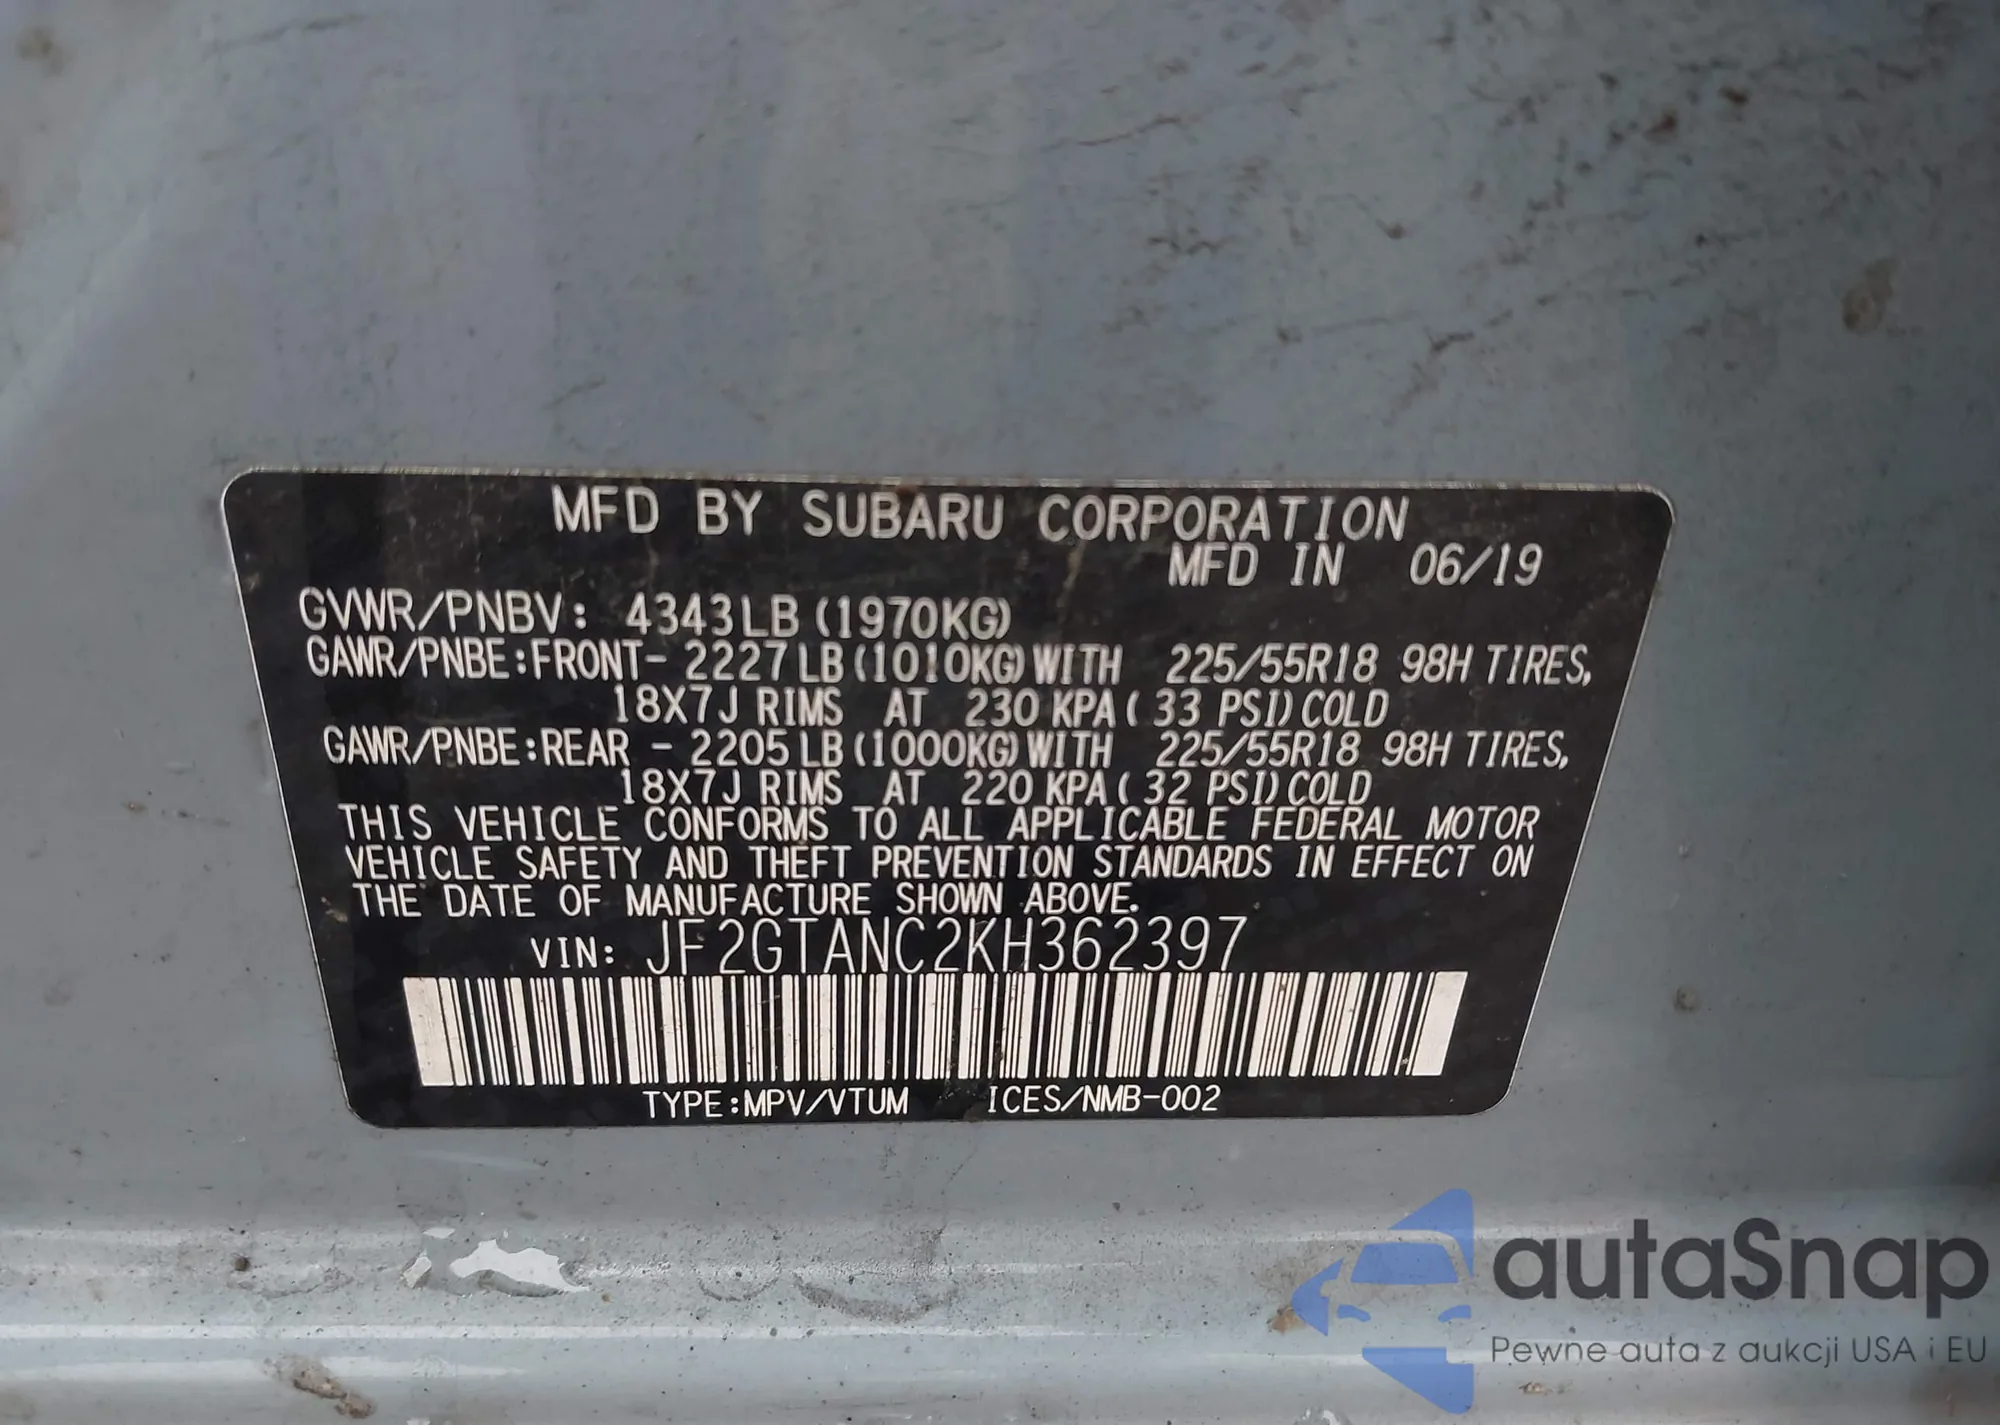 MFD BY SUBARU CORPORATION
MFD IN 06/19
GVWR/PNBV: 4343LB (1970KG)
GAWR/PNBE:FRONT- 2227LB (1010KG) WITH 225/55R18 98H TIRES,
18X7J RIMS AT 230 KPA ( 33 PSI) COLD
GAWR/PNBE:REAR - 2205LB (1000KG) WITH 225/55R18 98H TIRES,
18X7J RIMS AT 220 KPA ( 32 PSI) COLD
THIS VEHICLE CONFORMS TO ALL APPLICABLE FEDERAL MOTOR
VEHICLE SAFETY AND THEFT PREVENTION STANDARDS IN EFFECT ON
THE DATE OF MANUFACTURE SHOWN ABOVE.
VIN: JF2GTANC2KH362397
TYPE:MPV/VTUM ICES/NMB-002
autaSnap
Pewne auta z aukcji USA i EU